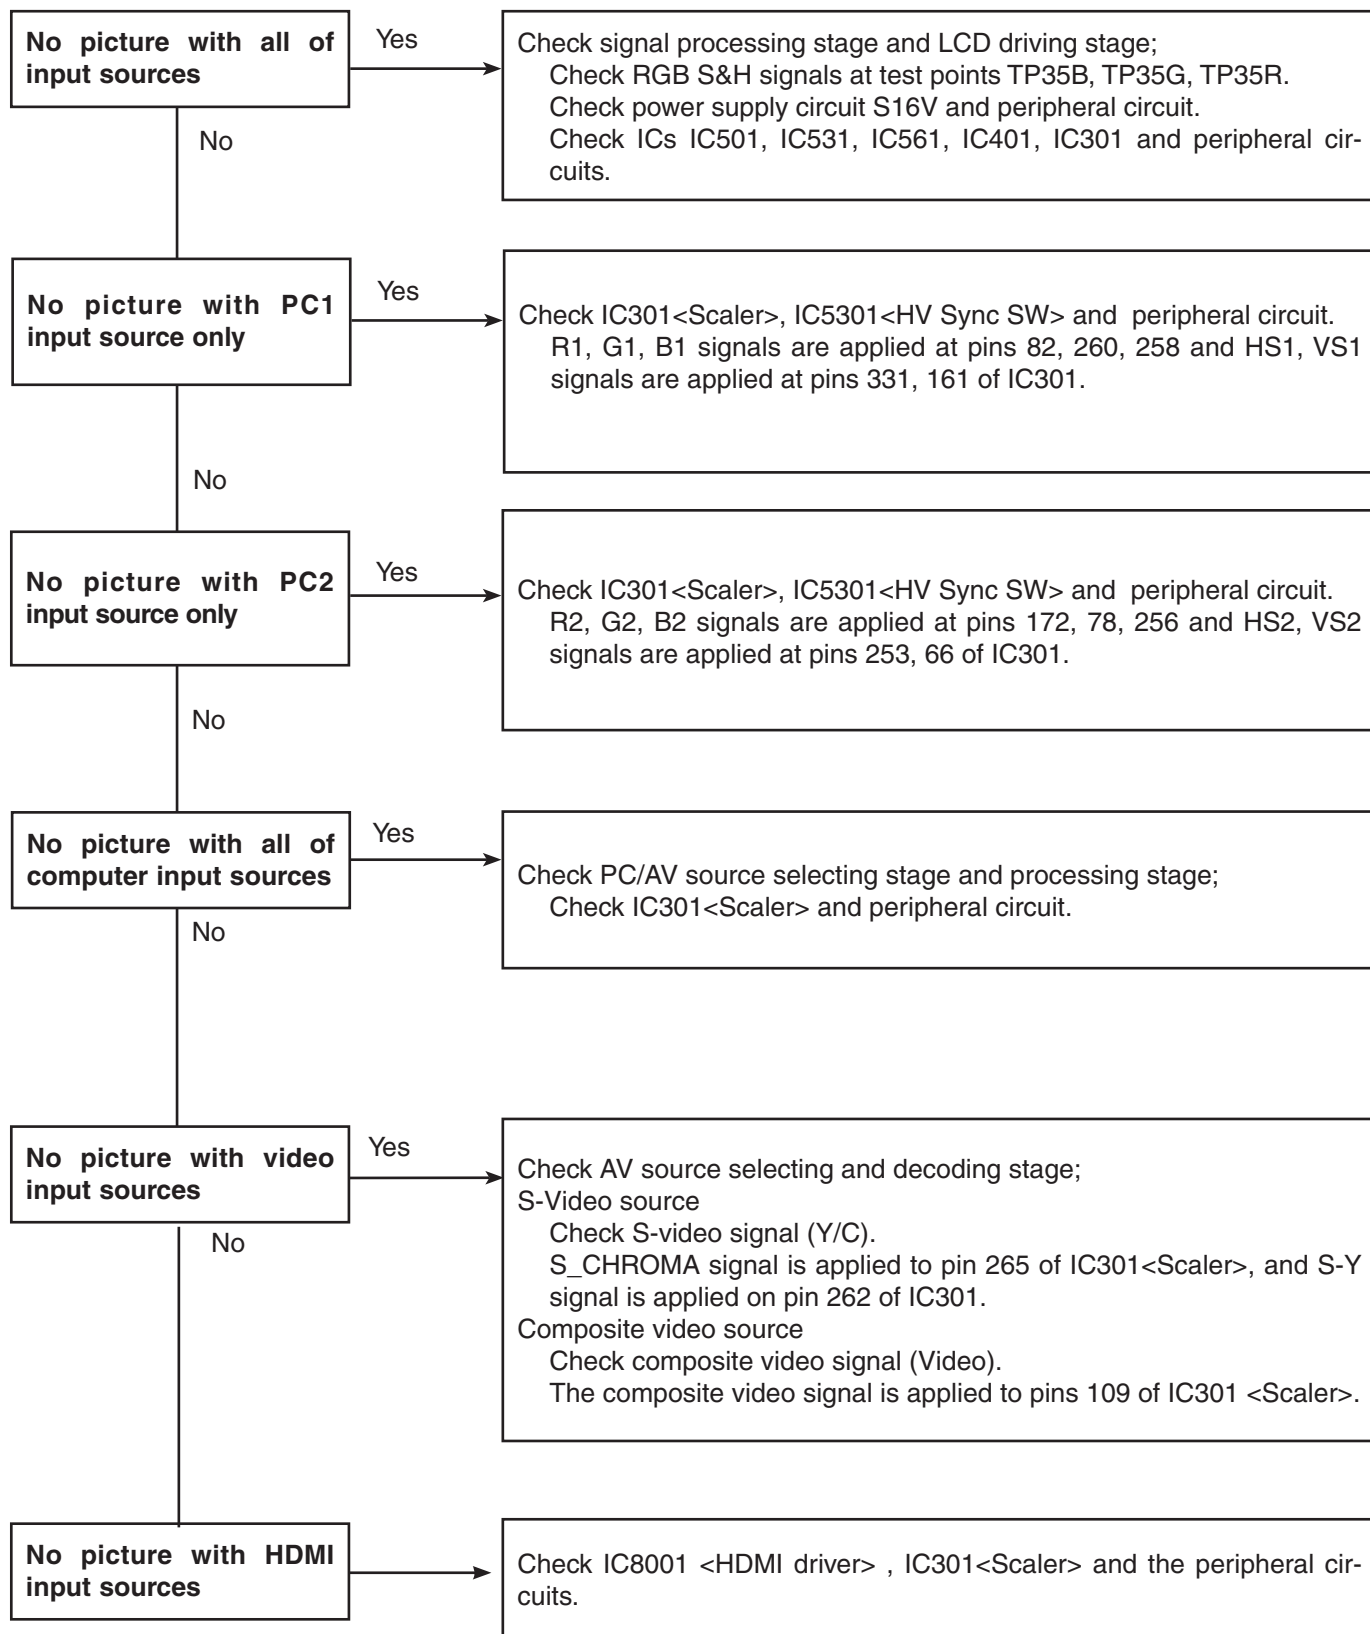 No picture with all of
input sources
Yes
Check signal processing stage and LCD driving stage;
Check RGB S&H signals at test points TP35B, TP35G, TP35R.
Check power supply circuit S16V and peripheral circuit.
Check ICs IC501, IC531, IC561, IC401, IC301 and peripheral cir-
cuits.
No
No picture with PC1
input source only
Yes
Check IC301<Scaler>, IC5301<HV Sync SW> and peripheral circuit.
R1, G1, B1 signals are applied at pins 82, 260, 258 and HS1, VS1
signals are applied at pins 331, 161 of IC301.
No
No picture with PC2
input source only
Yes
Check IC301<Scaler>, IC5301<HV Sync SW> and peripheral circuit.
R2, G2, B2 signals are applied at pins 172, 78, 256 and HS2, VS2
signals are applied at pins 253, 66 of IC301.
No
No picture with all of
computer input sources
Yes
Check PC/AV source selecting stage and processing stage;
Check IC301<Scaler> and peripheral circuit.
No
No picture with video
input sources
Yes
Check AV source selecting and decoding stage;
S-Video source
Check S-video signal (Y/C).
S_CHROMA signal is applied to pin 265 of IC301<Scaler>, and S-Y
signal is applied on pin 262 of IC301.
Composite video source
Check composite video signal (Video).
The composite video signal is applied to pins 109 of IC301 <Scaler>.
No
No picture with HDMI
input sources
Check IC8001 <HDMI driver> , IC301<Scaler> and the peripheral cir-
cuits.